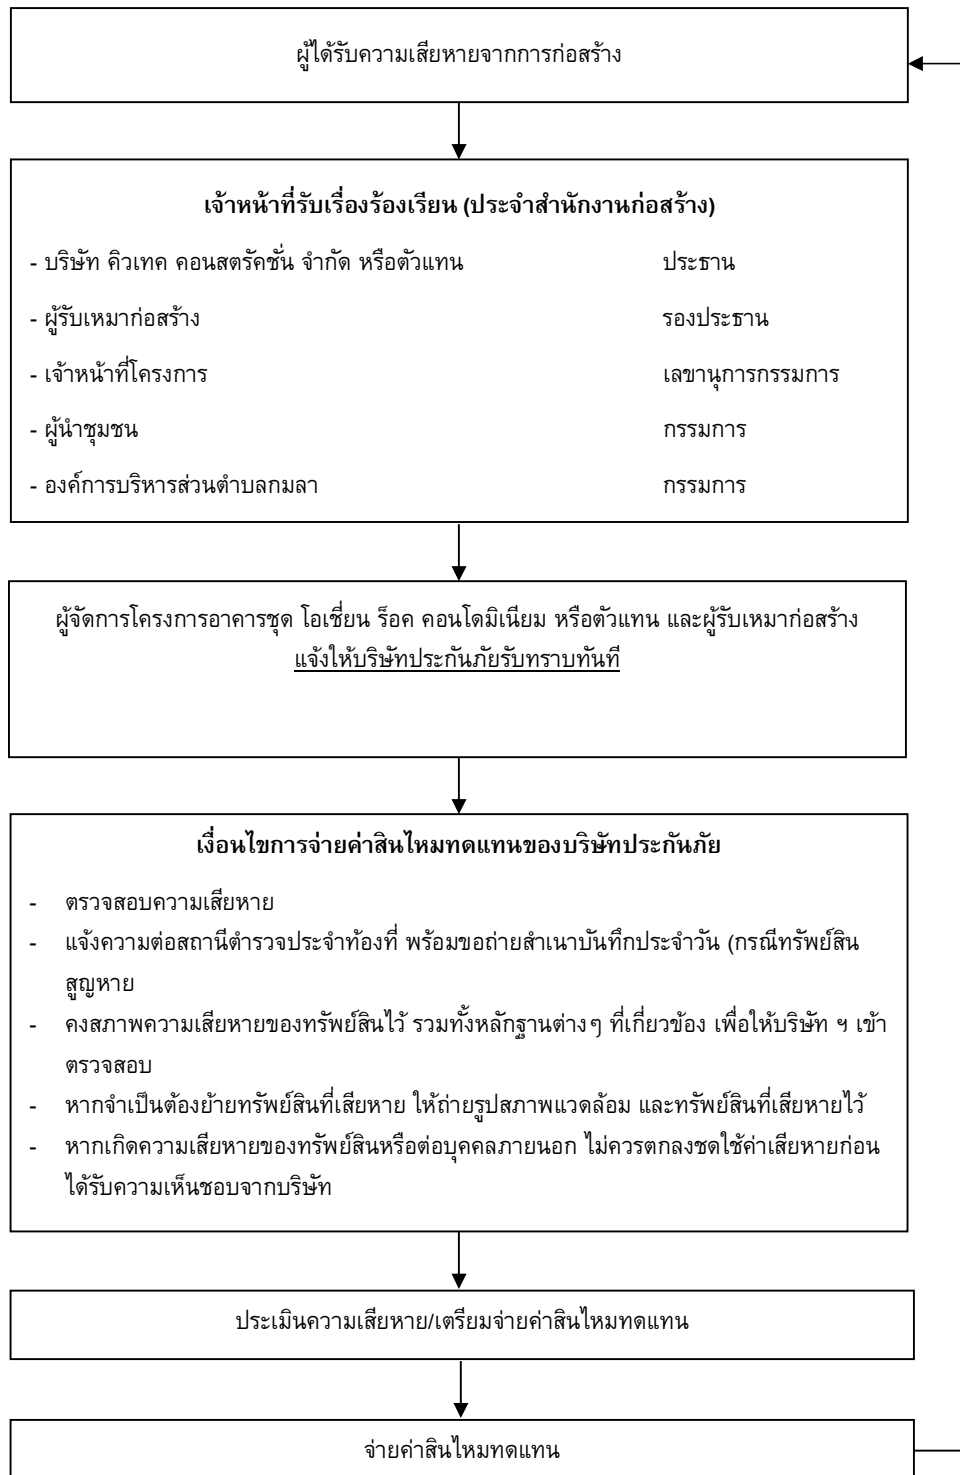 ผู้ได้รับความเสียหายจากการก่อสร้าง
เจ้าหน้าที่รับเรื่องร้องเรียน (ประจำสำนักงานก่อสร้าง)
- บริษัท คิวเทค คอนสตรัคชั่น จำกัด หรือตัวแทน ประธาน
- ผู้รับเหมาก่อสร้าง รองประธาน
- เจ้าหน้าที่โครงการ เลขานุการกรรมการ
- ผู้นำชุมชน กรรมการ
- องค์การบริหารส่วนตำบลกมลา กรรมการ
ผู้จัดการโครงการอาคารชุด โอเชี่ยน ร็อค คอนโดมิเนียม หรือตัวแทน และผู้รับเหมาก่อสร้าง
แจ้งให้บริษัทประกันภัยรับทราบทันที
เงื่อนไขการจ่ายค่าสินไหมทดแทนของบริษัทประกันภัย
- ตรวจสอบความเสียหาย
- แจ้งความต่อสถานีตำรวจประจำท้องที่ พร้อมขอถ่ายสำเนาบันทึกประจำวัน (กรณีทรัพย์สิน
สูญหาย
- คงสภาพความเสียหายของทรัพย์สินไว้ รวมทั้งหลักฐานต่างๆ ที่เกี่ยวข้อง เพื่อให้บริษัท ฯ เข้า
ตรวจสอบ
- หากจำเป็นต้องย้ายทรัพย์สินที่เสียหาย ให้ถ่ายรูปสภาพแวดล้อม และทรัพย์สินที่เสียหายไว้
- หากเกิดความเสียหายของทรัพย์สินหรือต่อบุคคลภายนอก ไม่ควรตกลงชดใช้ค่าเสียหายก่อน
ได้รับความเห็นชอบจากบริษัท
ประเมินความเสียหาย/เตรียมจ่ายค่าสินไหมทดแทน
จ่ายค่าสินไหมทดแทน